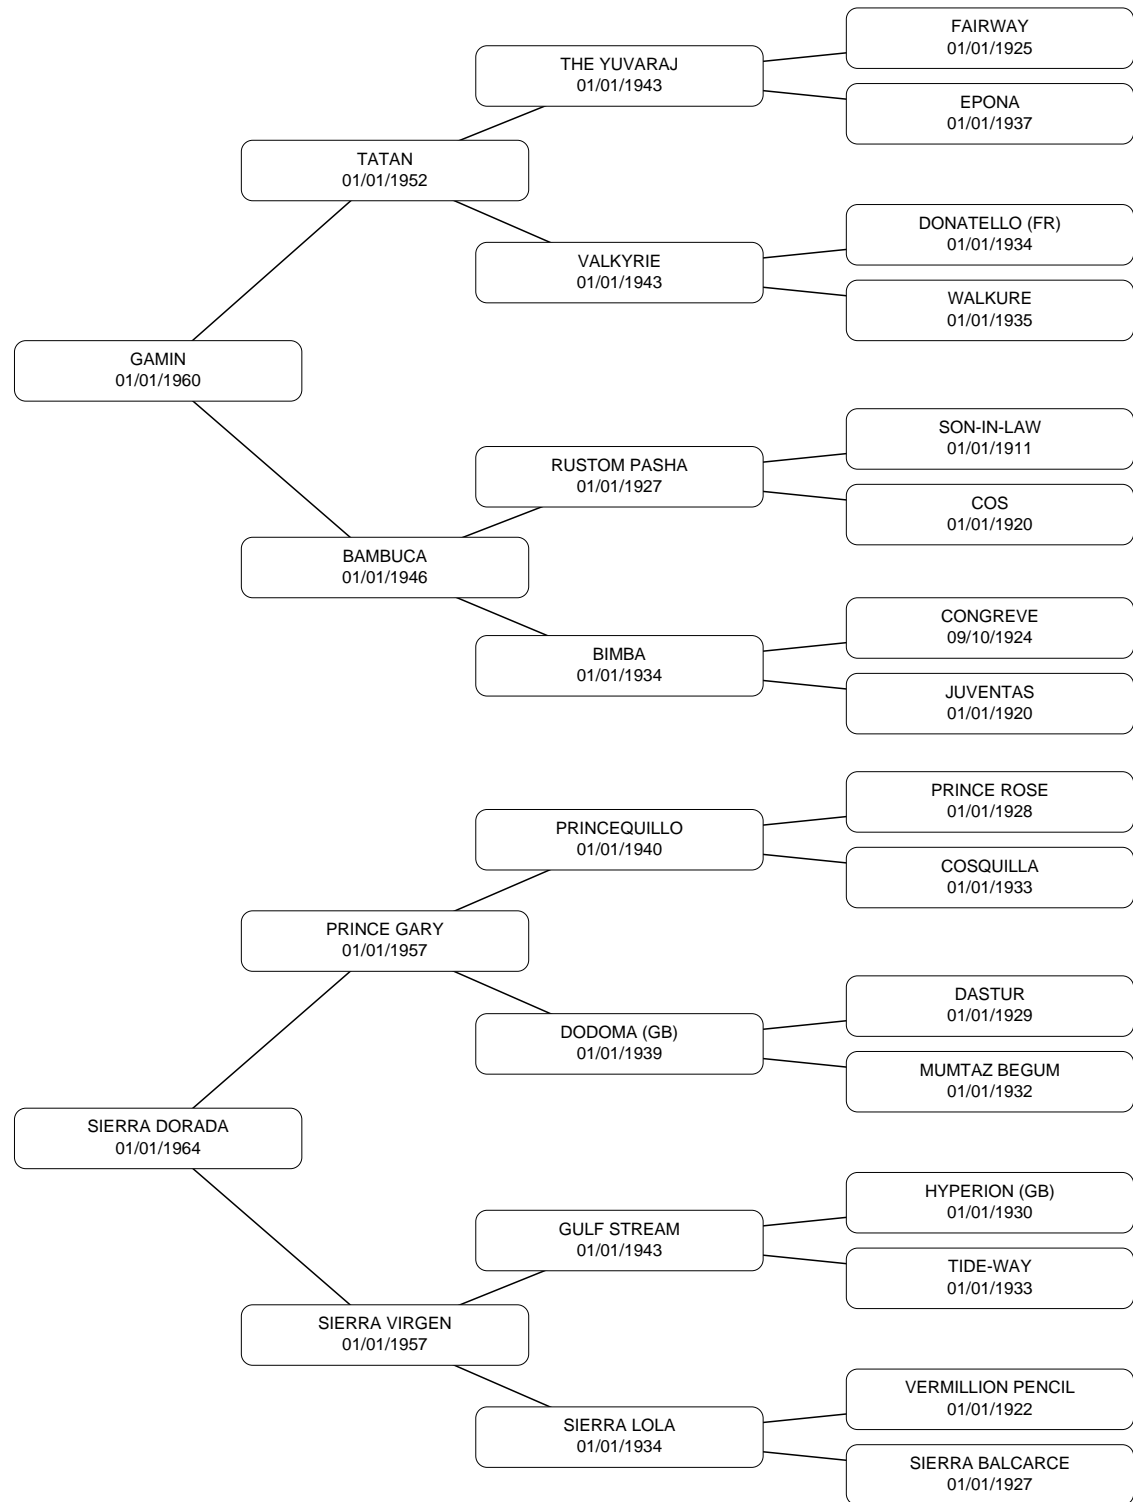 FAIRWAY
01/01/1925
THE YUVARAJ
01/01/1943
EPONA
01/01/1937
TATAN
01/01/1952
DONATELLO (FR)
01/01/1934
VALKYRIE
01/01/1943
WALKURE
01/01/1935
GAMIN
01/01/1960
SON-IN-LAW
01/01/1911
RUSTOM PASHA
01/01/1927
COS
01/01/1920
BAMBUCA
01/01/1946
CONGREVE
09/10/1924
BIMBA
01/01/1934
JUVENTAS
01/01/1920
PRINCE ROSE
01/01/1928
PRINCEQUILLO
01/01/1940
COSQUILLA
01/01/1933
PRINCE GARY
01/01/1957
DASTUR
01/01/1929
DODOMA (GB)
01/01/1939
MUMTAZ BEGUM
01/01/1932
SIERRA DORADA
01/01/1964
HYPERION (GB)
01/01/1930
GULF STREAM
01/01/1943
TIDE-WAY
01/01/1933
SIERRA VIRGEN
01/01/1957
VERMILLION PENCIL
01/01/1922
SIERRA LOLA
01/01/1934
SIERRA BALCARCE
01/01/1927